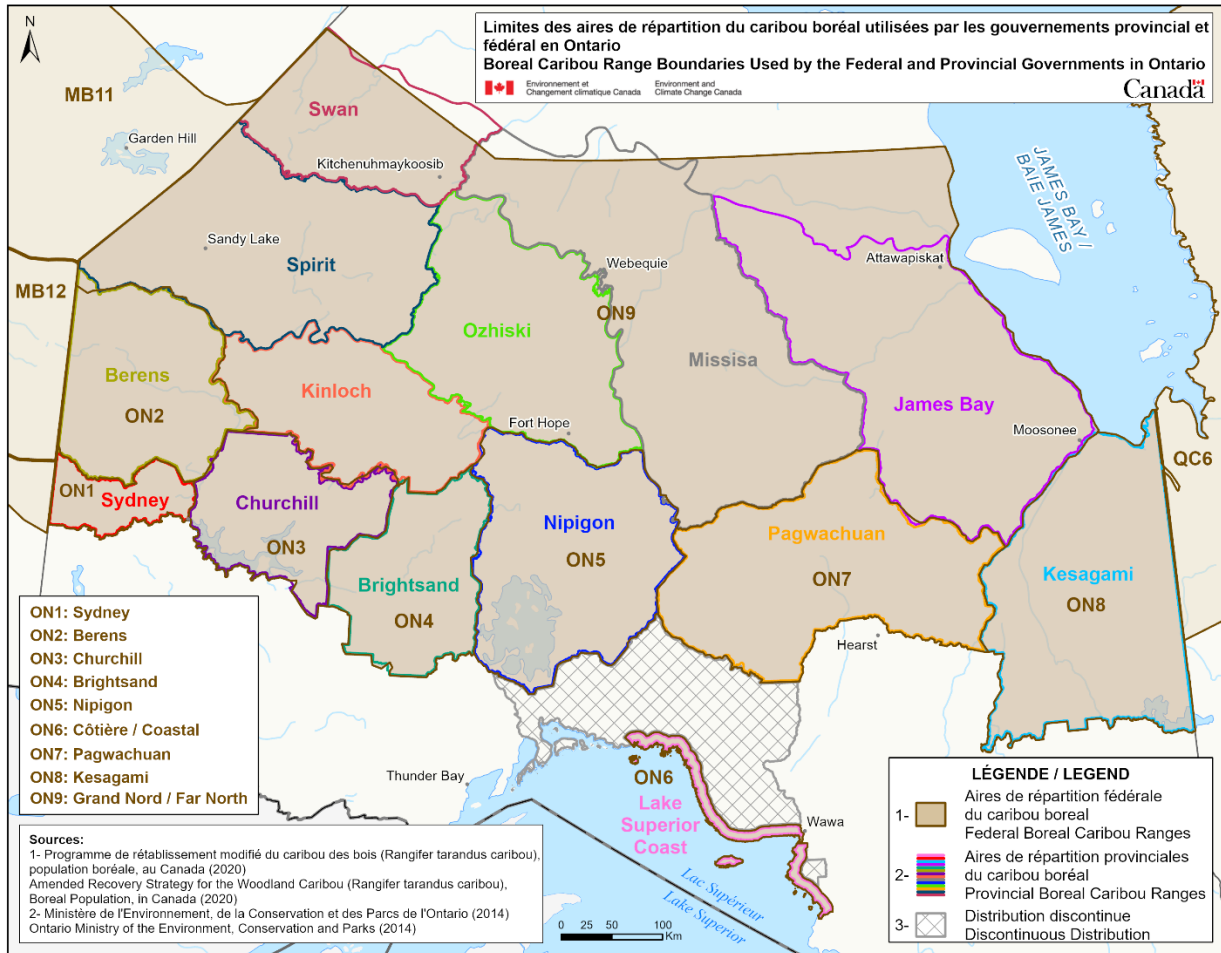 N
Limites des aires de répartition du caribou boréal utilisées par les gouvernements provincial et
fédéral en Ontario
Boreal Caribou Range Boundaries Used by the Federal and Provincial Governments in Ontario
Environnement et
Changement climatique Canada
Environment and
Climate Change Canada
Canada
MB11
Garden Hill
Swan
Kitchenuhmaykoosib
JAMES BAY /
BAIE JAMES
Sandy Lake
Spirit
Webequie
Attawapiskat
MB12
ON9
Ozhiski
Missisa
Berens
Kinloch
ON2
James Bay
Fort Hope
Moosonee
QC6
ON1
Sydney
Churchill
Nipigon
Pagwachuan
ON3
ON5
Brightsand
ON7
Kesagami
ON4
ON8
Hearst
ON1: Sydney
ON2: Berens
ON3: Churchill
ON4: Brightsand
ON5: Nipigon
ON6: Côtière / Coastal
ON7: Pagwachuan
ON8: Kesagami
ON9: Grand Nord / Far North
Thunder Bay
ON6
Lake
Superior
Coast
Wawa
Lac Supérieur
Lake Superior
LÉGENDE / LEGEND
1-
Aires de répartition fédérale
du caribou boreal
Federal Boreal Caribou Ranges
2-
Aires de répartition provinciales
du caribou boréal
Provincial Boreal Caribou Ranges
3-
Distribution discontinue
Discontinuous Distribution
Sources:
1- Programme de rétablissement modifié du caribou des bois (Rangifer tarandus caribou),
population boréale, au Canada (2020)
Amended Recovery Strategy for the Woodland Caribou (Rangifer tarandus caribou),
Boreal Population, in Canada (2020)
2- Ministère de l'Environnement, de la Conservation et des Parcs de l'Ontario (2014)
Ontario Ministry of the Environment, Conservation and Parks (2014)
0 25 50 100
Km